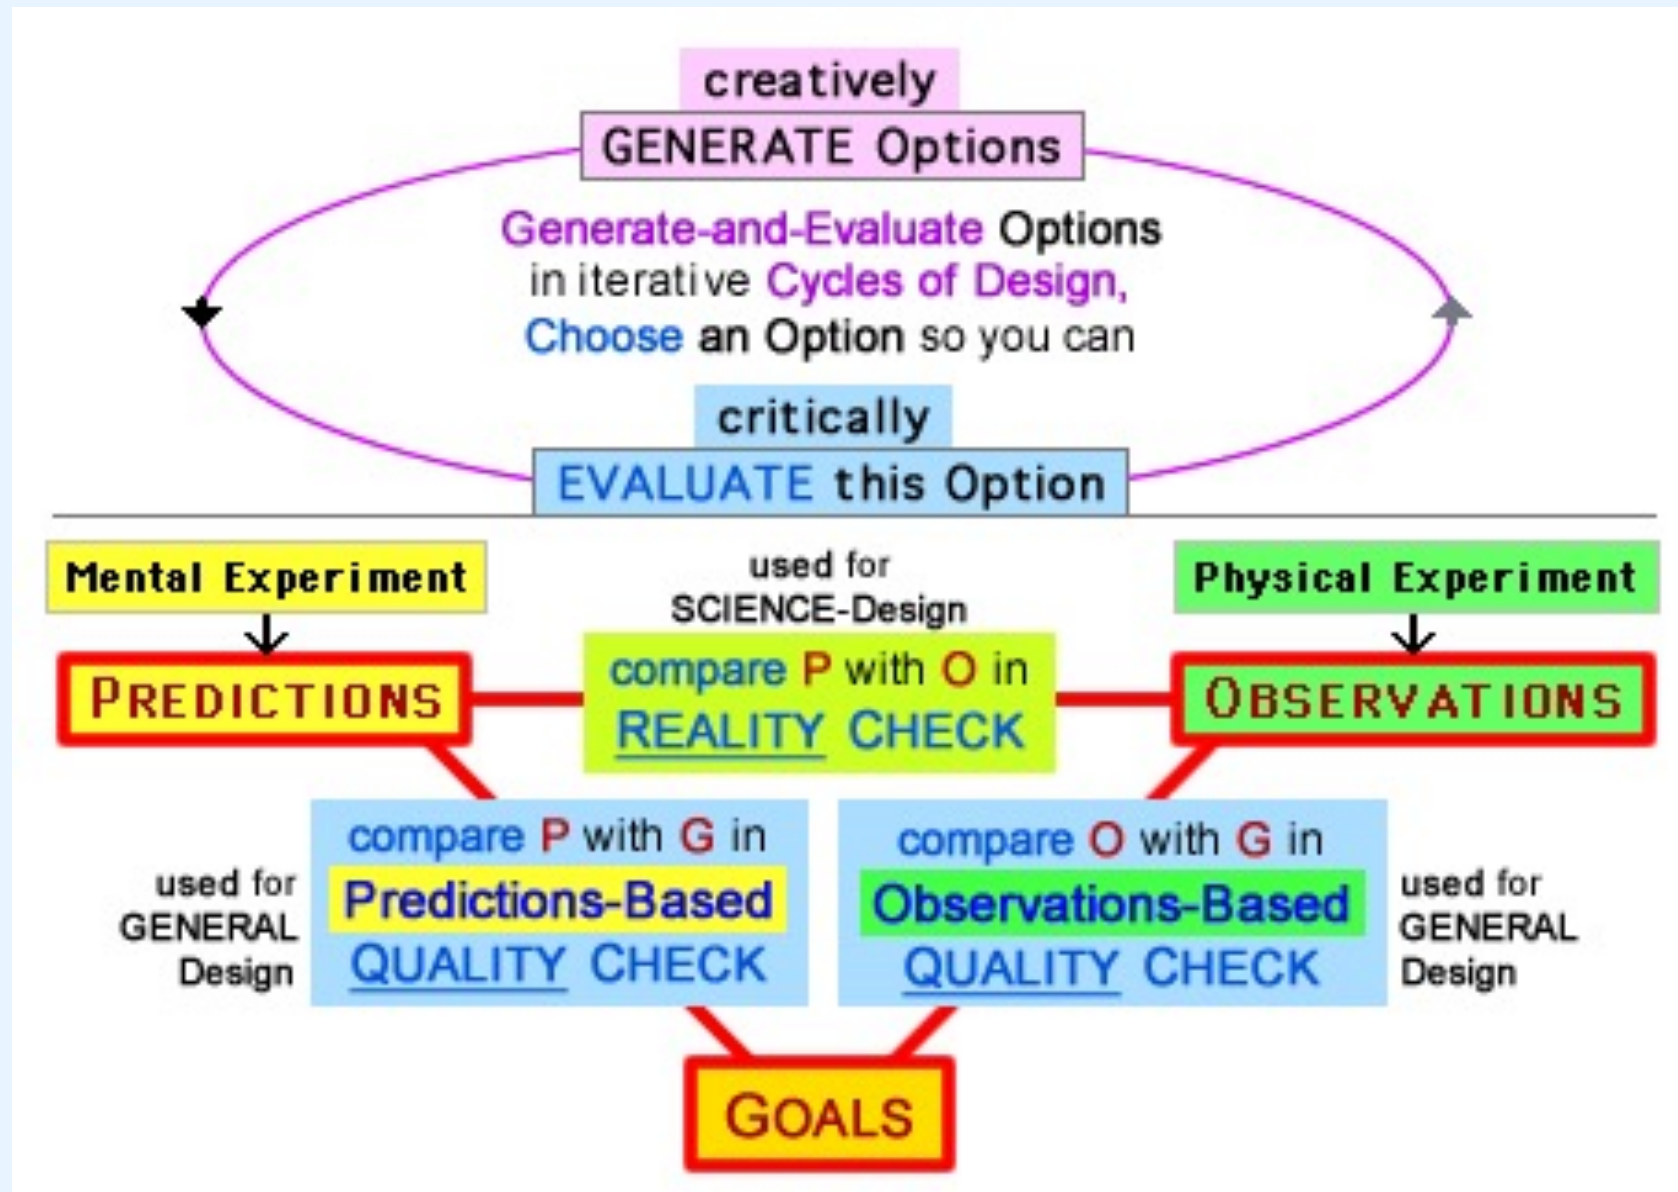 creatively
GENERATE Options
Generate-and-Evaluate Options
in iterative Cycles of Design,
Choose an Option so you can
critically
EVALUATE this Option
Mental Experiment
used for
SCIENCE-Design
Physical Experiment
PREDICTIONS
compare P with O in
REALITY CHECK
OBSERVATIONS
used for
GENERAL
Design
compare P with G in
Predictions-Based
QUALITY CHECK
compare O with G in
Observations-Based
QUALITY CHECK
used for
GENERAL
Design
GOALS